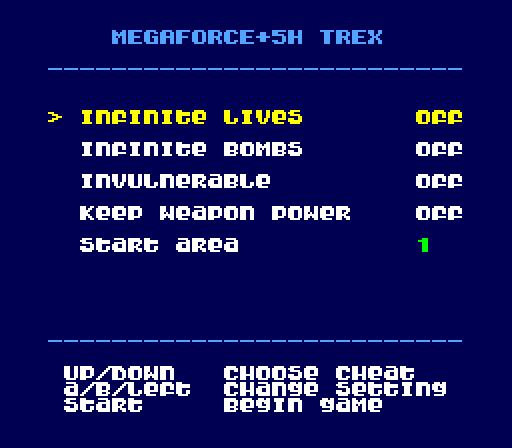 MEGAFORCE+5H TREX
> Infinite Lives Off
Infinite Bombs Off
Invulnerable Off
Keep weapon power Off
Start area 1
Up/Down Choose cheat
A/B/Left Change setting
Start Begin game